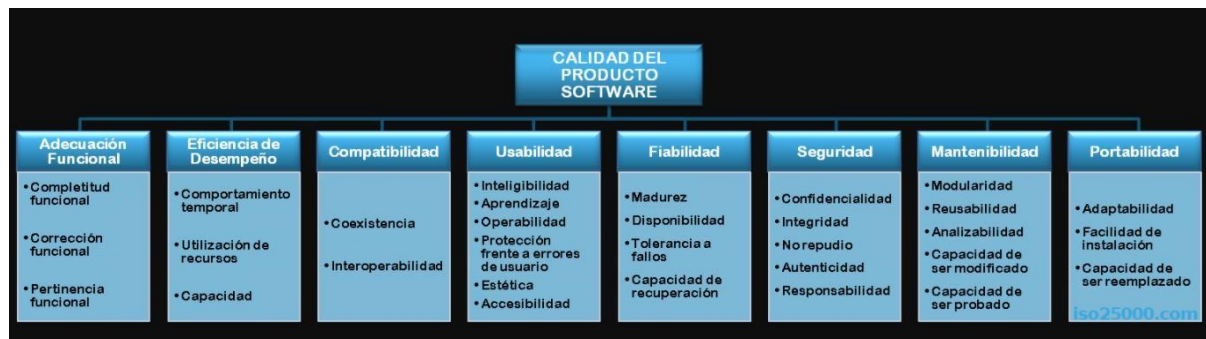 CALIDAD DEL
PRODUCTO
SOFTWARE
Adecuación
Funcional
•Completitud
funcional
•Corrección
funcional
•Pertinencia
funcional
Eficiencia de
Desempeño
•Comportamiento
temporal
•Utilización de
recursos
•Capacidad
Compatibilidad
•Coexistencia
•Interoperabilidad
Usabilidad
•Inteligibilidad
•Aprendizaje
•Operabilidad
•Protección
frente a errores
de usuario
•Estética
•Accesibilidad
Fiabilidad
•Madurez
•Disponibilidad
•Tolerancia a
fallos
•Capacidad de
recuperación
Seguridad
•Confidencialidad
•Integridad
•No repudio
•Autenticidad
•Responsabilidad
Mantenibilidad
•Modularidad
•Reusabilidad
•Analizabilidad
•Capacidad de
ser modificado
•Capacidad de
ser probado
Portabilidad
•Adaptabilidad
•Facilidad de
instalación
•Capacidad de
ser reemplazado
iso25000.com